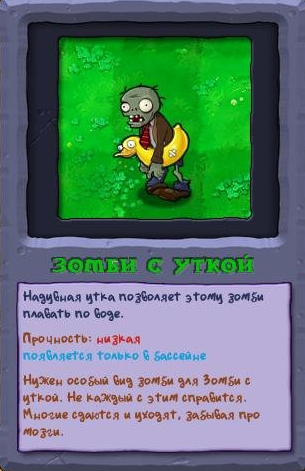 Зомби с уткой
Надувная утка позволяет этому зомби
плавать по воде.
Прочность: низкая
появляется только в бассейне
Нужен особый вид зомби для Зомби с
уткой. Не каждый с этим справится.
Многие сдаются и уходят, забывая про
мозги.